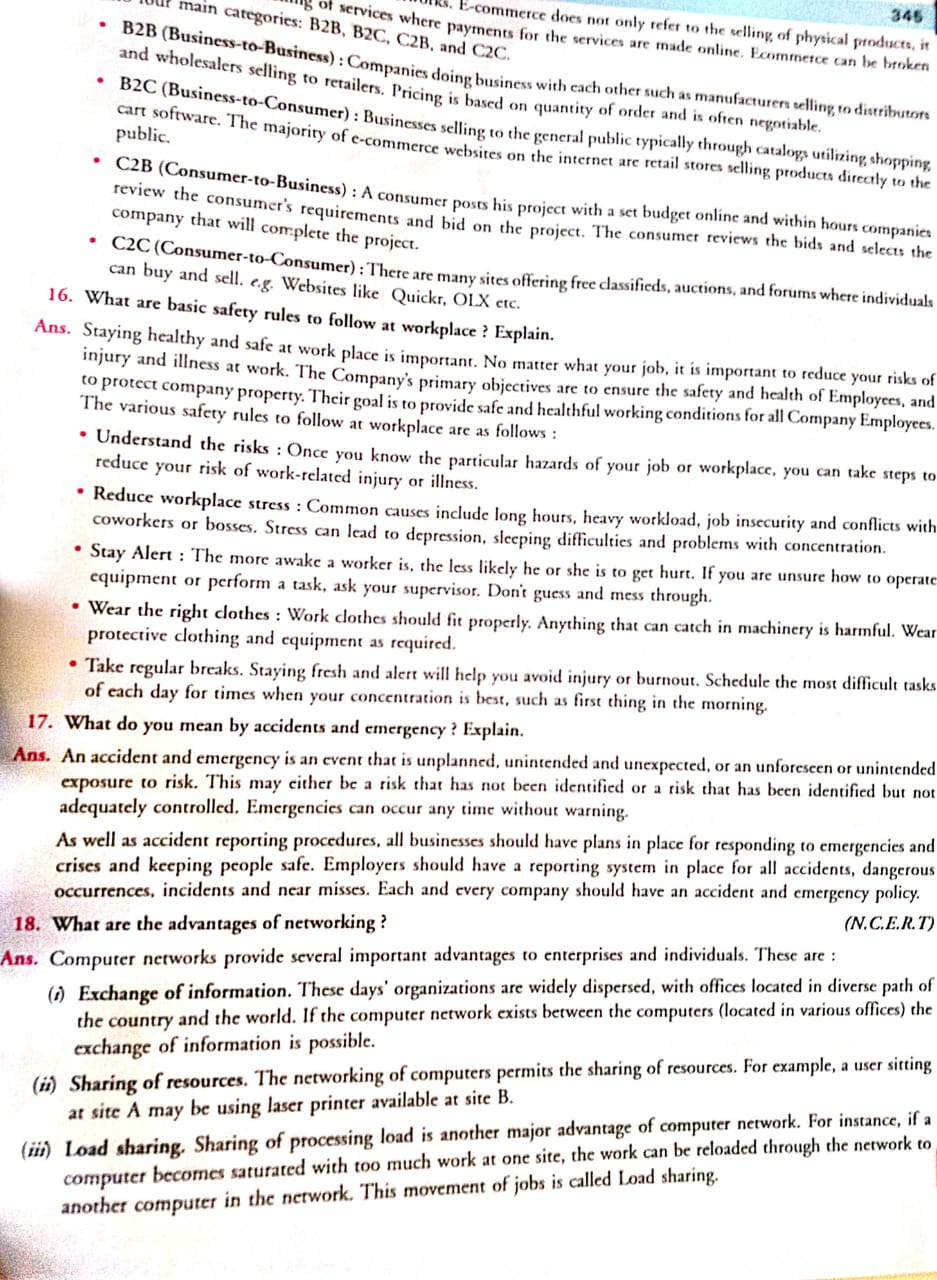 345
works. E-commerce does not only refer to the selling of physical products, it
of services where payments for the services are made online. Ecommerce can be broken
four main categories: B2B, B2C, C2B, and C2C.
• B2B (Business-to-Business) : Companies doing business with each other such as manufacturers selling to distributors
and wholesalers selling to retailers. Pricing is based on quantity of order and is often negotiable.
• B2C (Business-to-Consumer) : Businesses selling to the general public typically through catalogs utilizing shopping
cart software. The majority of e-commerce websites on the internet are retail stores selling products directly to the
public.
• C2B (Consumer-to-Business) : A consumer posts his project with a set budget online and within hours companies
review the consumer's requirements and bid on the project. The consumer reviews the bids and selects the
company that will complete the project.
• C2C (Consumer-to-Consumer) : There are many sites offering free classifieds, auctions, and forums where individuals
can buy and sell. e.g. Websites like Quickr, OLX etc.
16. What are basic safety rules to follow at workplace ? Explain.
Ans. Staying healthy and safe at work place is important. No matter what your job, it is important to reduce your risks of
injury and illness at work. The Company's primary objectives are to ensure the safety and health of Employees, and
to protect company property. Their goal is to provide safe and healthful working conditions for all Company Employees.
The various safety rules to follow at workplace are as follows :
• Understand the risks : Once you know the particular hazards of your job or workplace, you can take steps to
reduce your risk of work-related injury or illness.
• Reduce workplace stress : Common causes include long hours, heavy workload, job insecurity and conflicts with
coworkers or bosses. Stress can lead to depression, sleeping difficulties and problems with concentration.
• Stay Alert : The more awake a worker is, the less likely he or she is to get hurt. If you are unsure how to operate
equipment or perform a task, ask your supervisor. Don't guess and mess through.
• Wear the right clothes : Work clothes should fit properly. Anything that can catch in machinery is harmful. Wear
protective clothing and equipment as required.
• Take regular breaks. Staying fresh and alert will help you avoid injury or burnout. Schedule the most difficult tasks
of each day for times when your concentration is best, such as first thing in the morning.
17. What do you mean by accidents and emergency ? Explain.
Ans. An accident and emergency is an event that is unplanned, unintended and unexpected, or an unforeseen or unintended
exposure to risk. This may either be a risk that has not been identified or a risk that has been identified but not
adequately controlled. Emergencies can occur any time without warning.
As well as accident reporting procedures, all businesses should have plans in place for responding to emergencies and
crises and keeping people safe. Employers should have a reporting system in place for all accidents, dangerous
occurrences, incidents and near misses. Each and every company should have an accident and emergency policy.
18. What are the advantages of networking ? (N.C.E.R.T)
Ans. Computer networks provide several important advantages to enterprises and individuals. These are :
(i) Exchange of information. These days' organizations are widely dispersed, with offices located in diverse path of
the country and the world. If the computer network exists between the computers (located in various offices) the
exchange of information is possible.
(ii) Sharing of resources. The networking of computers permits the sharing of resources. For example, a user sitting
at site A may be using laser printer available at site B.
(iii) Load sharing. Sharing of processing load is another major advantage of computer network. For instance, if a
computer becomes saturated with too much work at one site, the work can be reloaded through the network to
another computer in the network. This movement of jobs is called Load sharing.